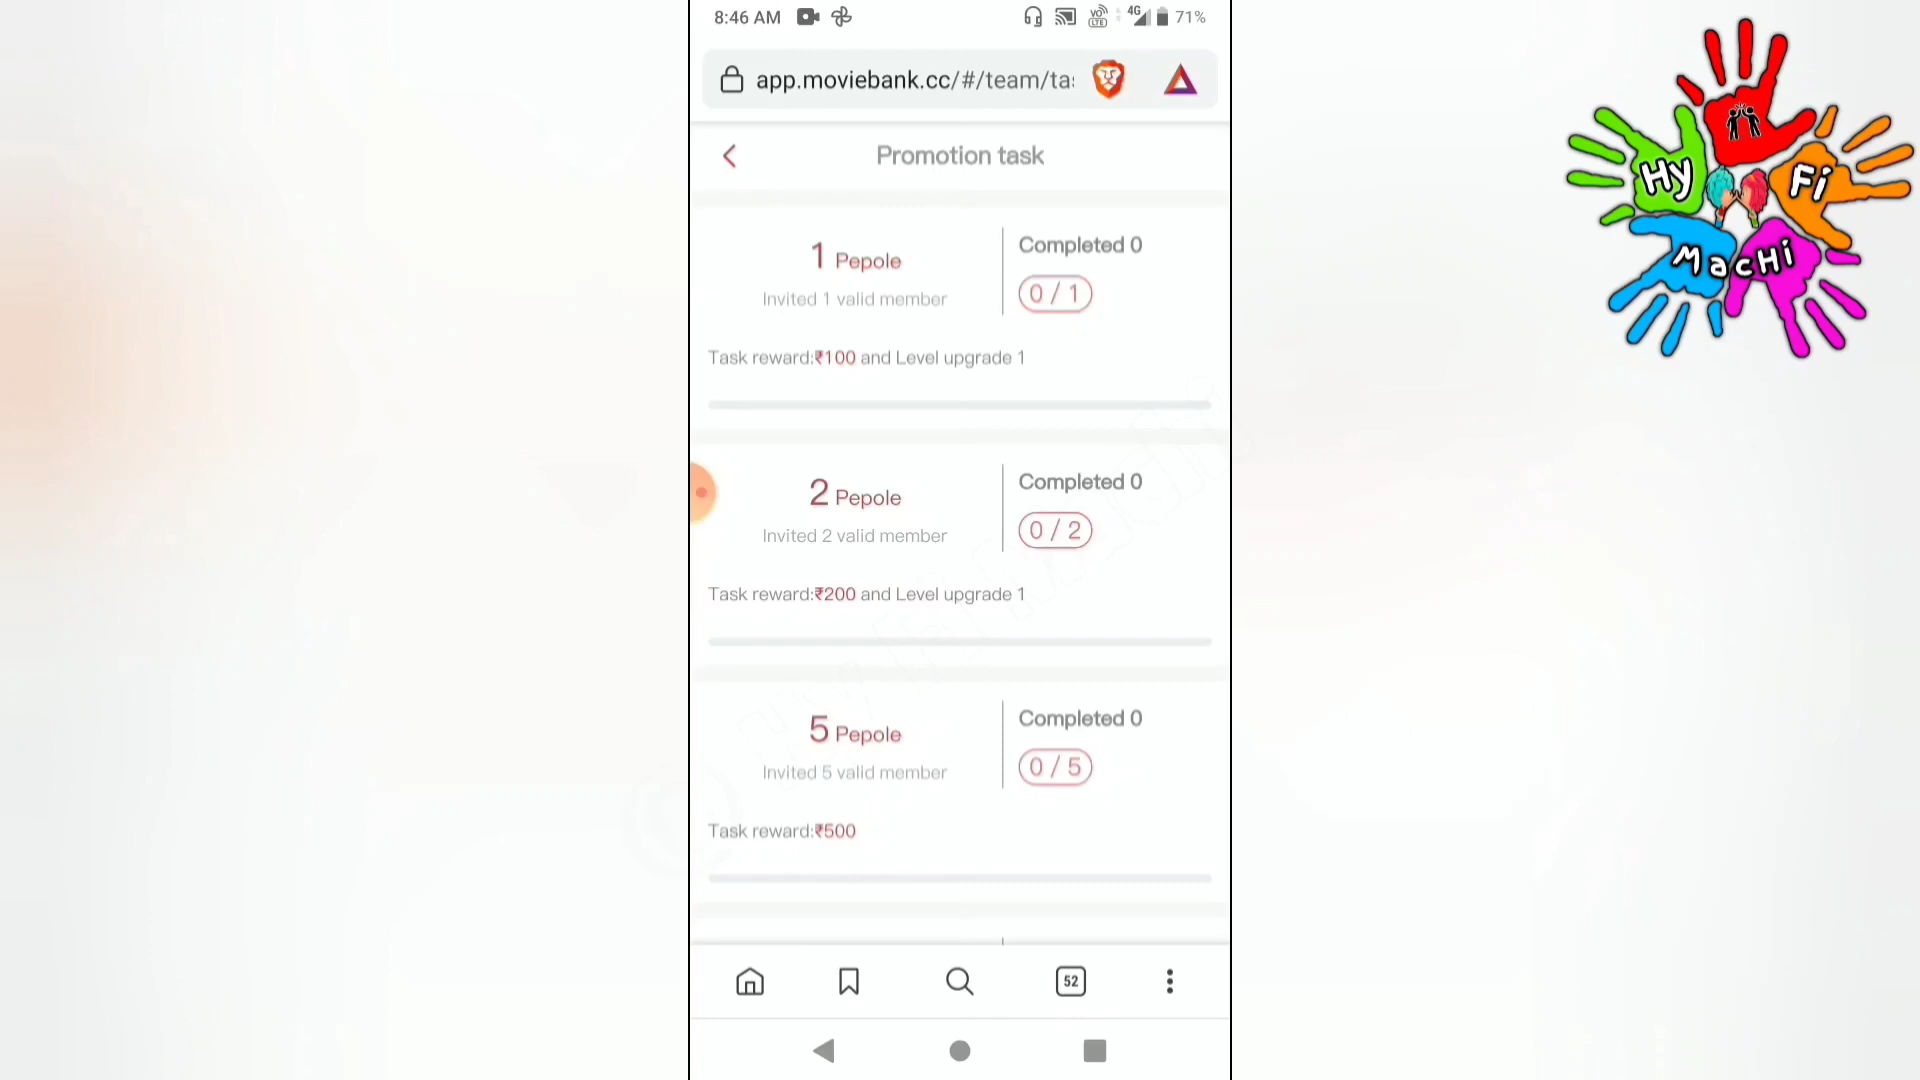 8:46 AM
VO LTE
4G
71%
app.moviebank.cc/#/team/ta
Promotion task
1 Pepole
Invited 1 valid member
Completed 0
0 / 1
Task reward:₹100 and Level upgrade 1
2 Pepole
Invited 2 valid member
Completed 0
0 / 2
Task reward:₹200 and Level upgrade 1
5 Pepole
Invited 5 valid member
Completed 0
0 / 5
Task reward:₹500
52
Hy
Fi
MacHi